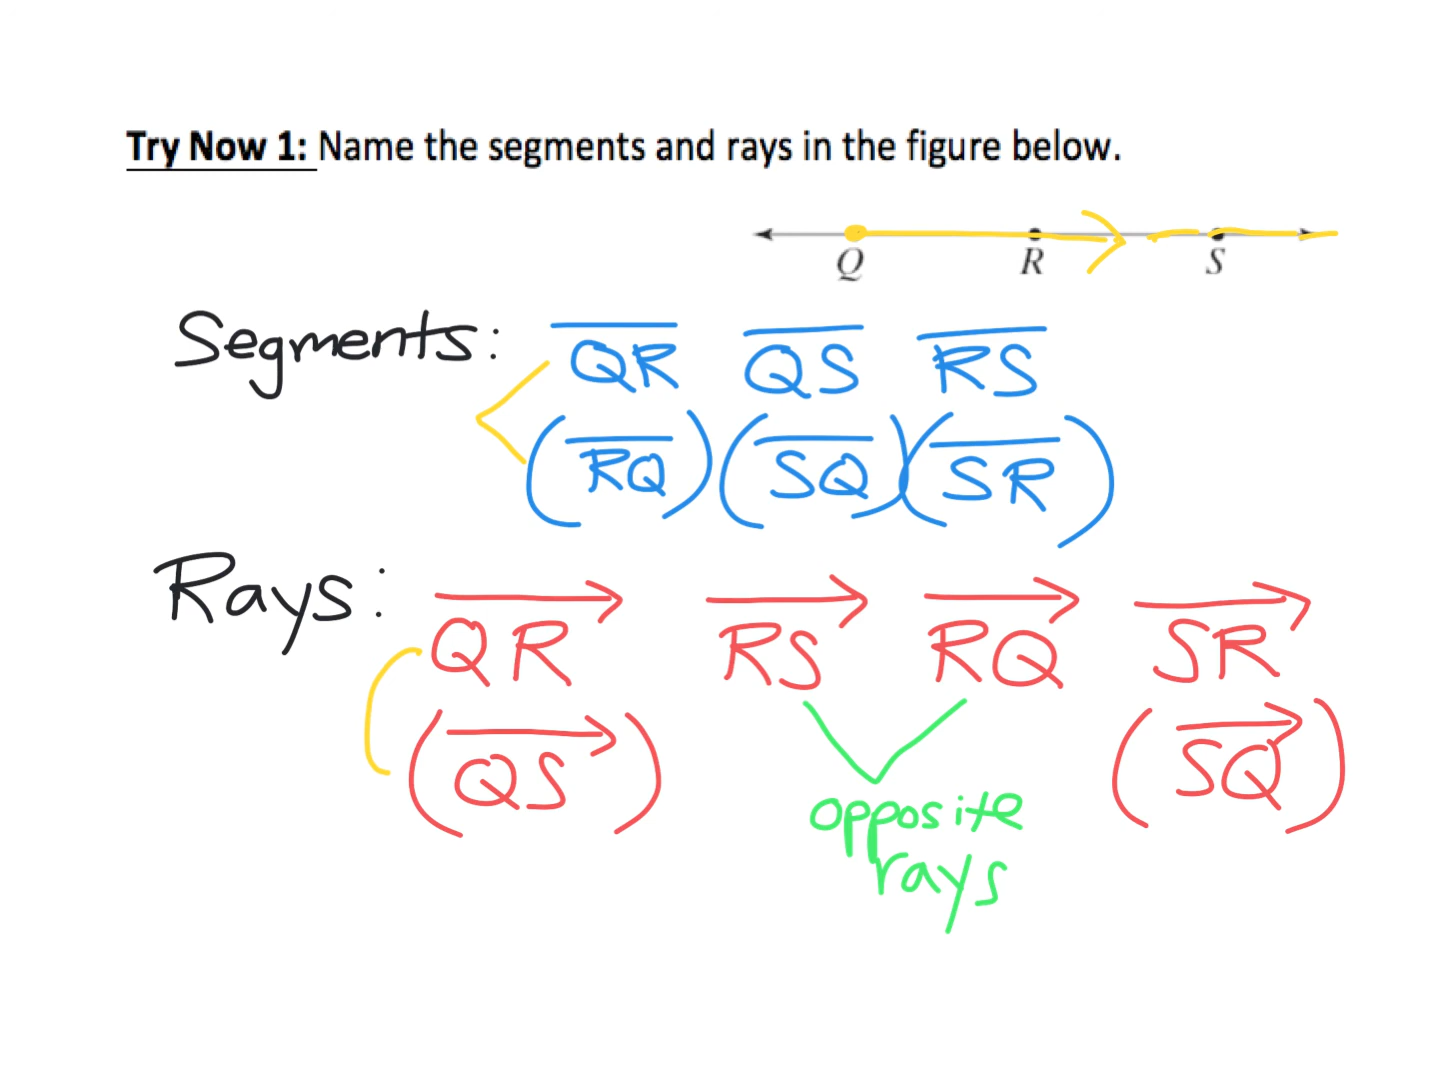 Try Now 1: Name the segments and rays in the figure below.
Q R S
Segments: QR QS RS
(RQ) (SQ) (SR)
Rays: QR RS RQ SR
(QS) (SQ)
opposite
rays